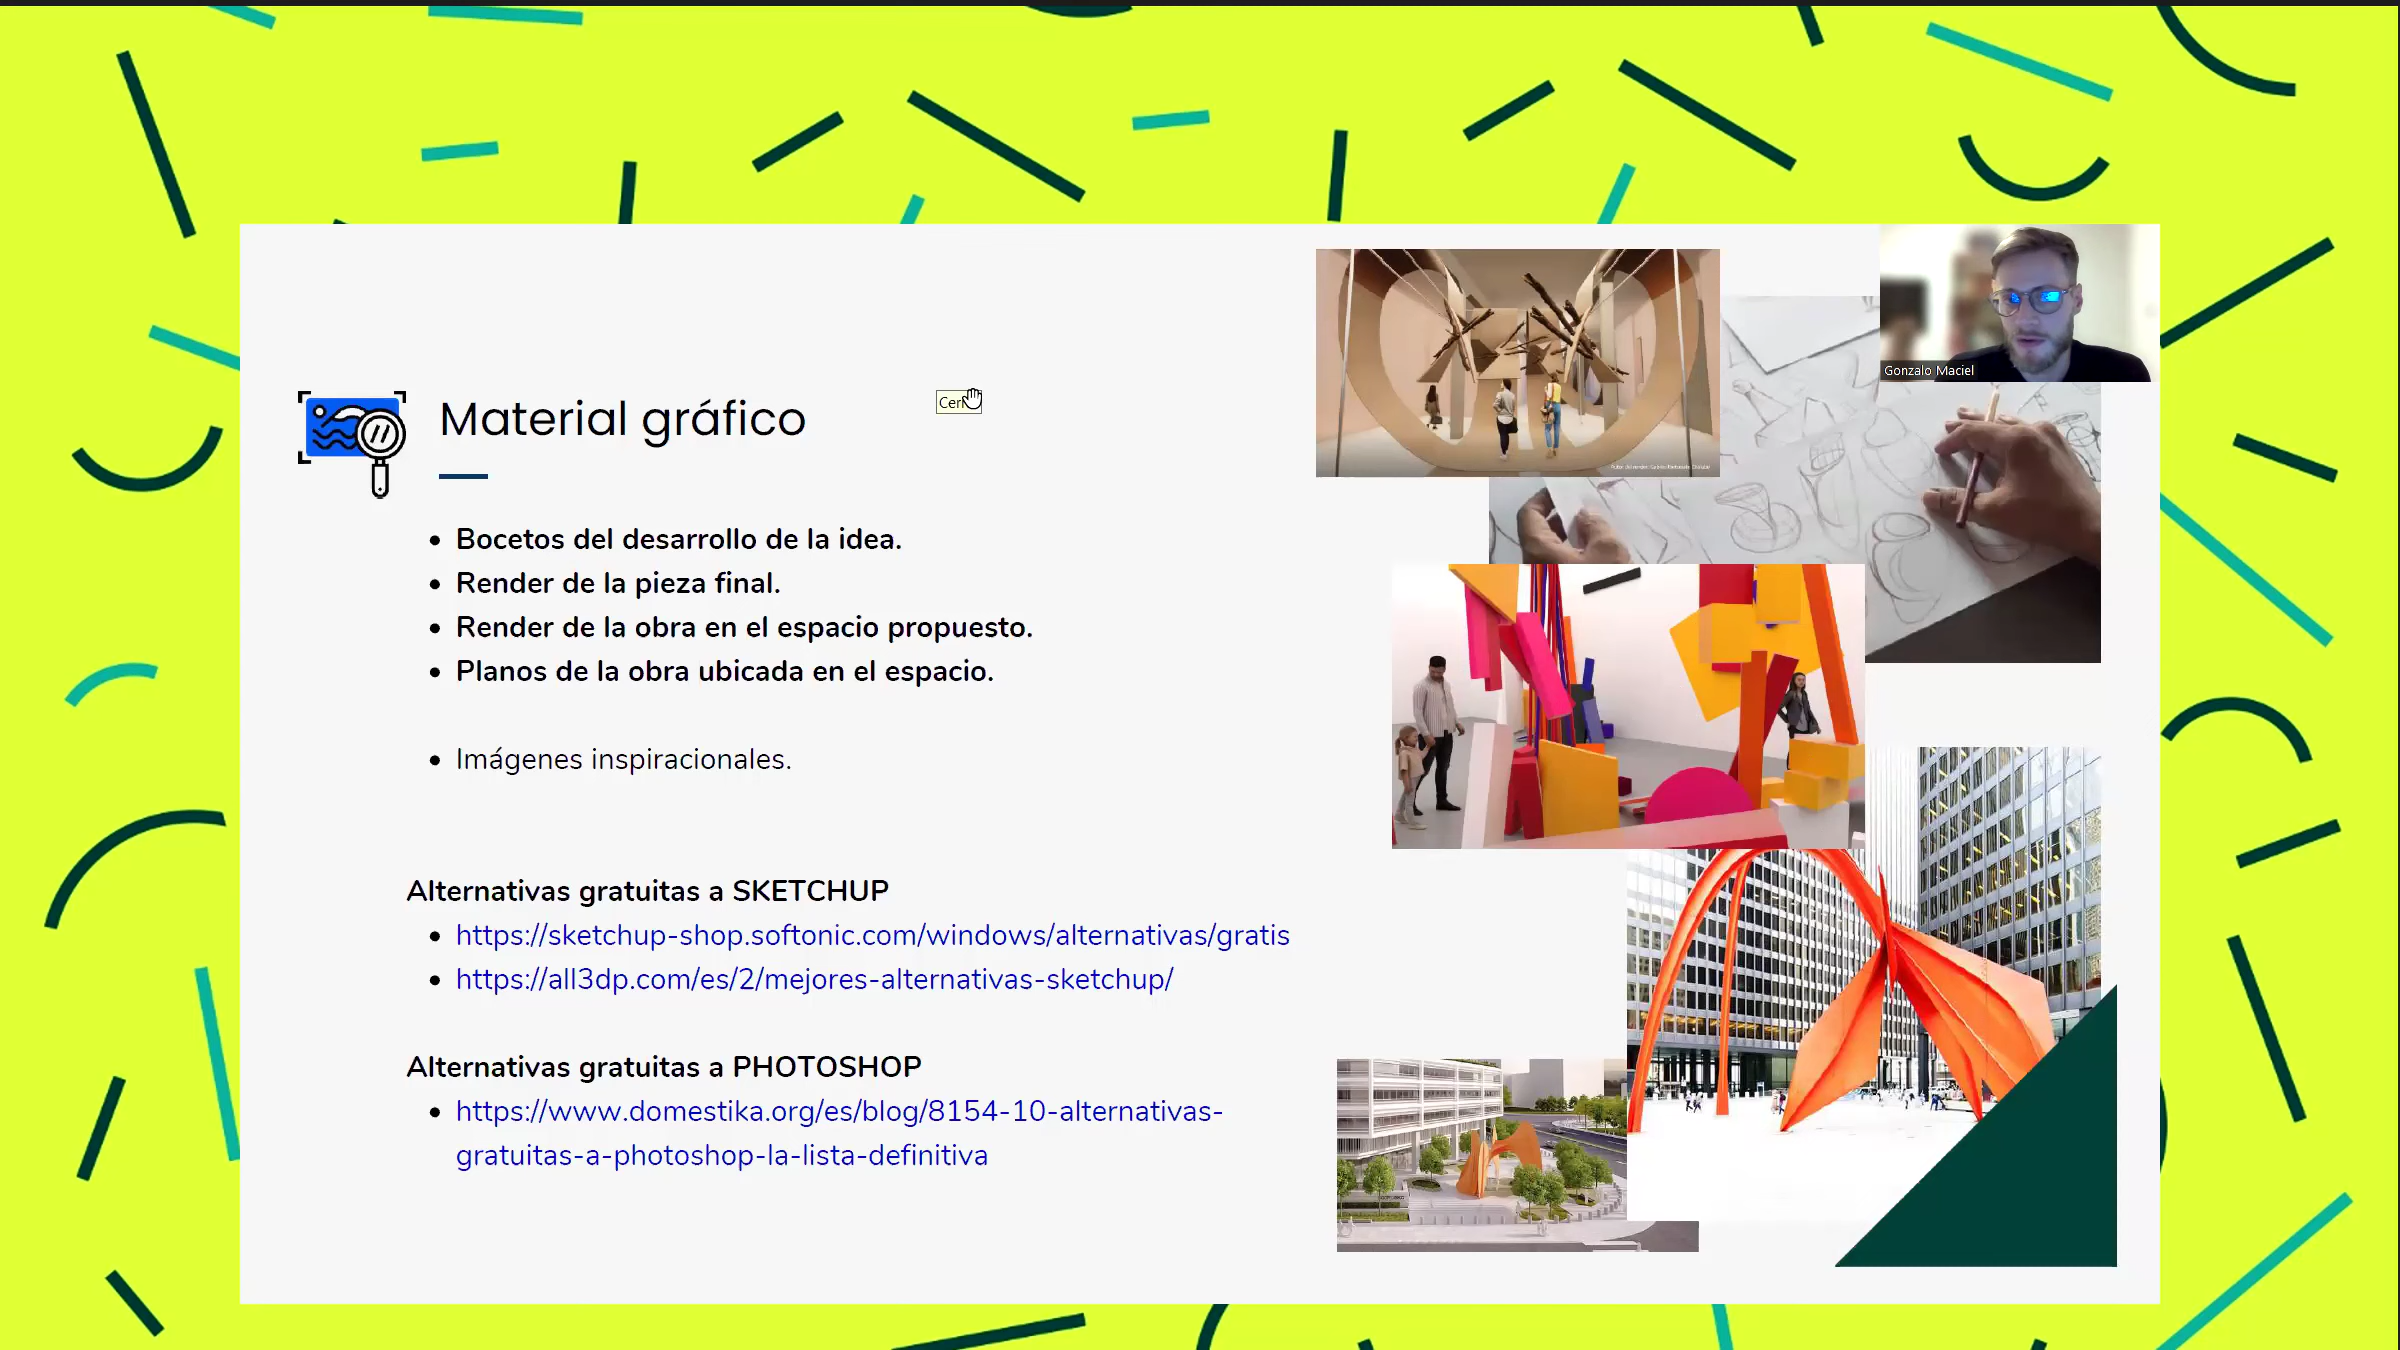 Gonzalo Maciel
Material gráfico
• Bocetos del desarrollo de la idea.
• Render de la pieza final.
• Render de la obra en el espacio propuesto.
• Planos de la obra ubicada en el espacio.
• Imágenes inspiracionales.
Alternativas gratuitas a SKETCHUP
• https://sketchup-shop.softonic.com/windows/alternativas/gratis
• https://all3dp.com/es/2/mejores-alternativas-sketchup/
Alternativas gratuitas a PHOTOSHOP
• https://www.domestika.org/es/blog/8154-10-alternativas-
gratuitas-a-photoshop-la-lista-definitiva